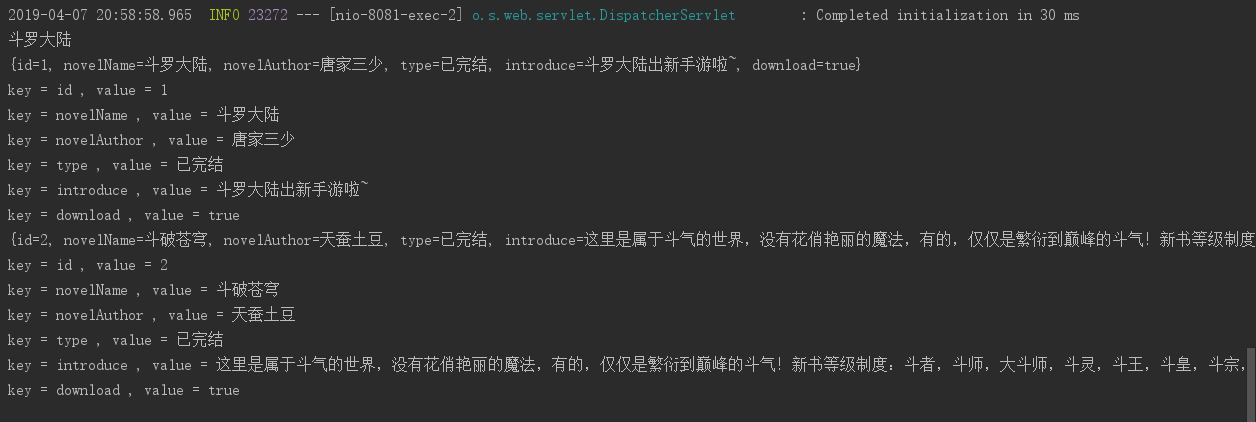 2019-04-07 20:58:58.965  INFO 23272 --- [nio-8081-exec-2] o.s.web.servlet.DispatcherServlet        : Completed initialization in 30 ms
斗罗大陆
{id=1, novelName=斗罗大陆, novelAuthor=唐家三少, type=已完结, introduce=斗罗大陆出新手游啦~, download=true}
key = id , value = 1
key = novelName , value = 斗罗大陆
key = novelAuthor , value = 唐家三少
key = type , value = 已完结
key = introduce , value = 斗罗大陆出新手游啦~
key = download , value = true
{id=2, novelName=斗破苍穹, novelAuthor=天蚕土豆, type=已完结, introduce=这里是属于斗气的世界，没有花俏艳丽的魔法，有的，仅仅是繁衍到巅峰的斗气！新书等级制度
key = id , value = 2
key = novelName , value = 斗破苍穹
key = novelAuthor , value = 天蚕土豆
key = type , value = 已完结
key = introduce , value = 这里是属于斗气的世界，没有花俏艳丽的魔法，有的，仅仅是繁衍到巅峰的斗气！新书等级制度：斗者，斗师，大斗师，斗灵，斗王，斗皇，斗宗，
key = download , value = true